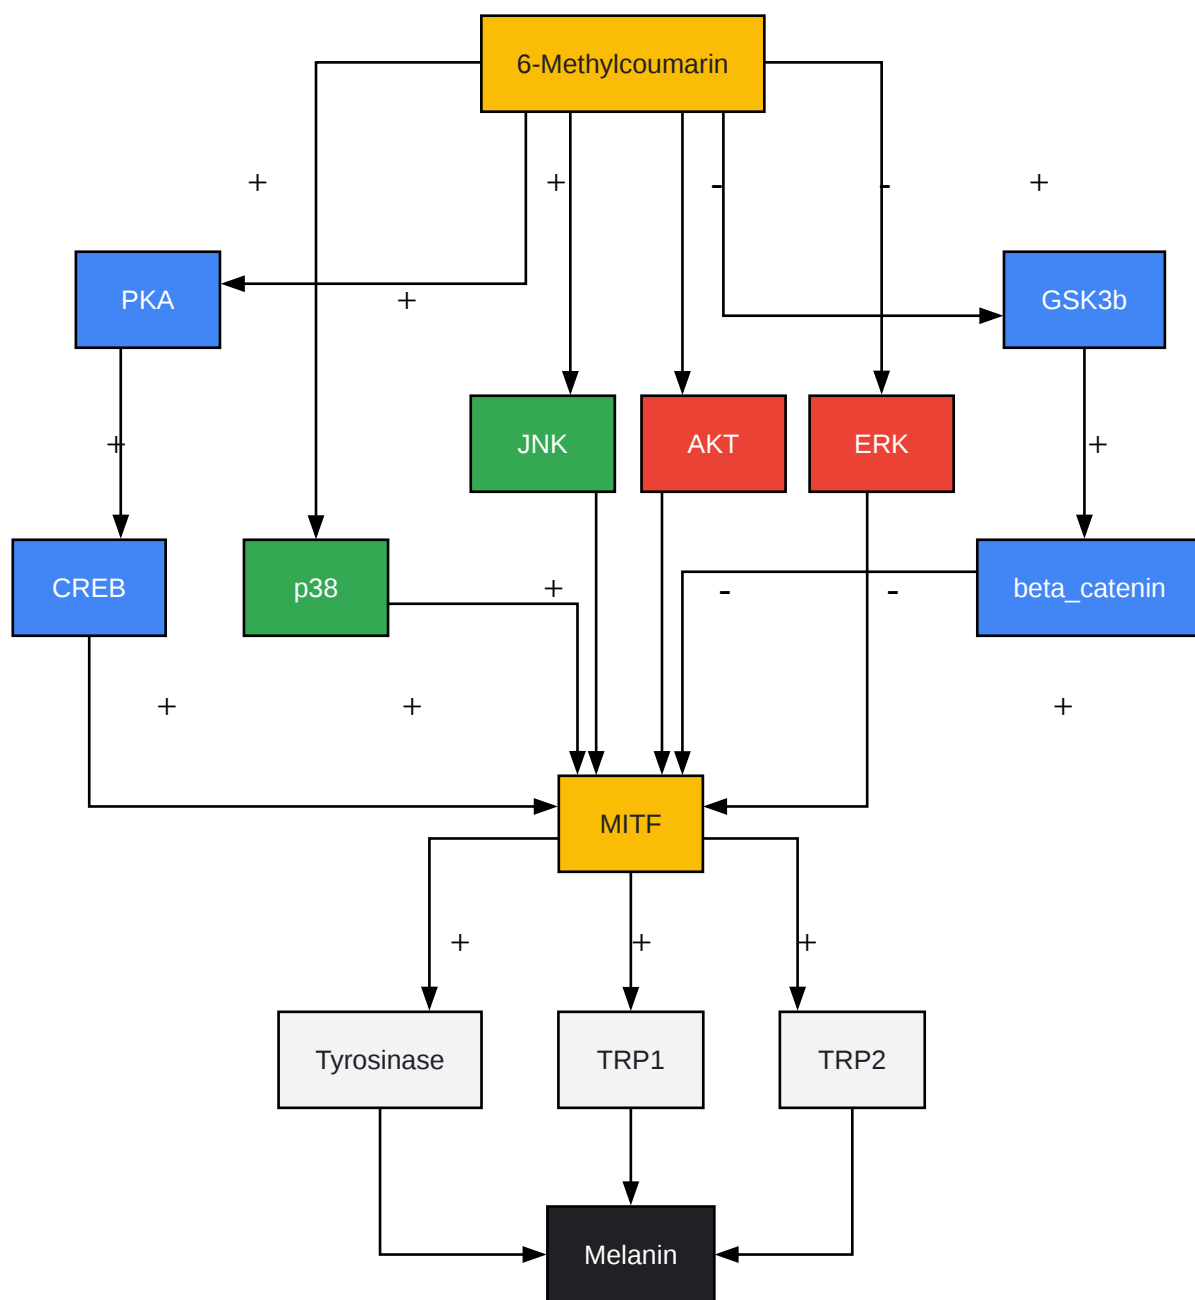 6-Methylcoumarin
+
+
-
-
+
PKA
+
GSK3b
+
JNK
AKT
ERK
+
CREB
p38
+
-
-
beta_catenin
+
+
+
MITF
+
+
+
Tyrosinase
TRP1
TRP2
Melanin